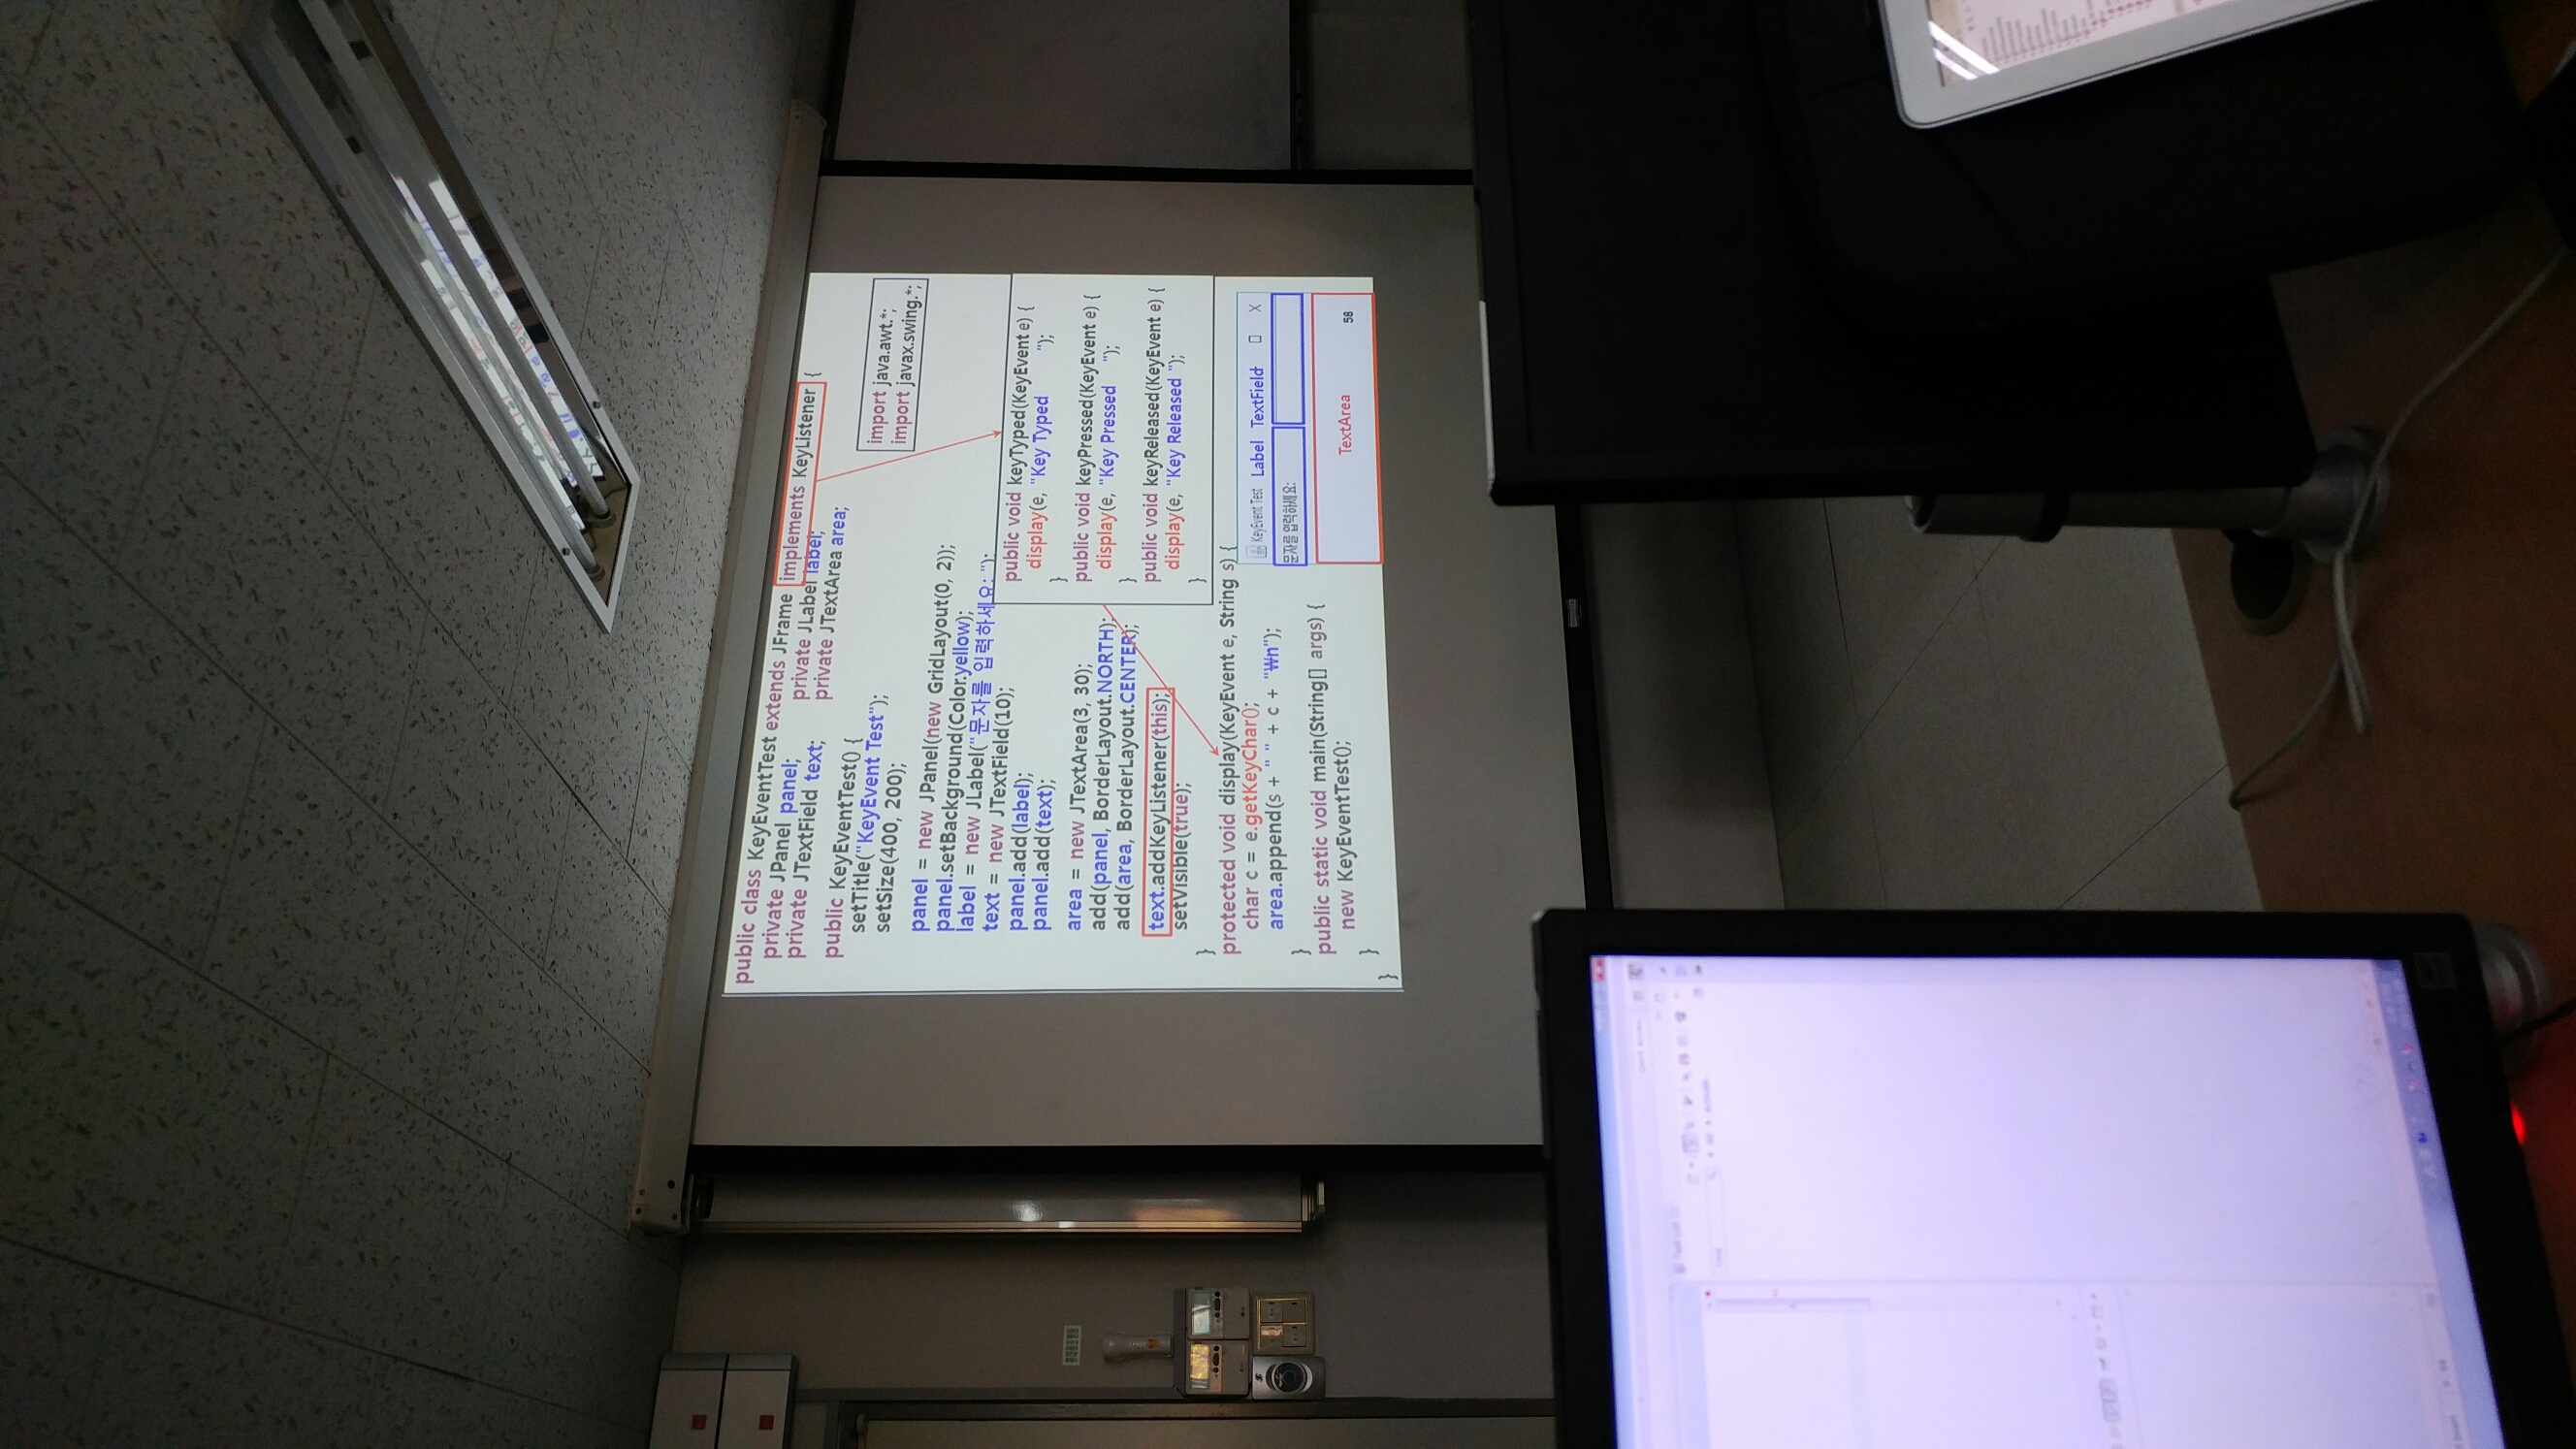 public class KeyEventTest extends JFrame implements KeyListener {
private JPanel panel; private JLabel label;
private JTextField text; private JTextArea area;
public KeyEventTest() {
setTitle("KeyEvent Test");
setSize(400, 200);
import java.awt.*;
import javax.swing.*;
panel = new JPanel(new GridLayout(0, 2));
panel.setBackground(Color.yellow);
label = new JLabel("문자를 입력하세요: ");
text = new JTextField(10);
panel.add(label);
panel.add(text);
area = new JTextArea(3, 30);
add(panel, BorderLayout.NORTH);
add(area, BorderLayout.CENTER);
text.addKeyListener(this);
setVisible(true);
}
public void keyTyped(KeyEvent e) {
display(e, "Key Typed ");
}
public void keyPressed(KeyEvent e) {
display(e, "Key Pressed ");
}
public void keyReleased(KeyEvent e) {
display(e, "Key Released ");
}
protected void display(KeyEvent e, String s) {
char c = e.getKeyChar();
area.append(s + " " + c + "₩n");
}
public static void main(String[] args) {
new KeyEventTest();
}
}
KeyEvent Test Label TextField X
문자를 입력하세요:
TextArea
58
Task List